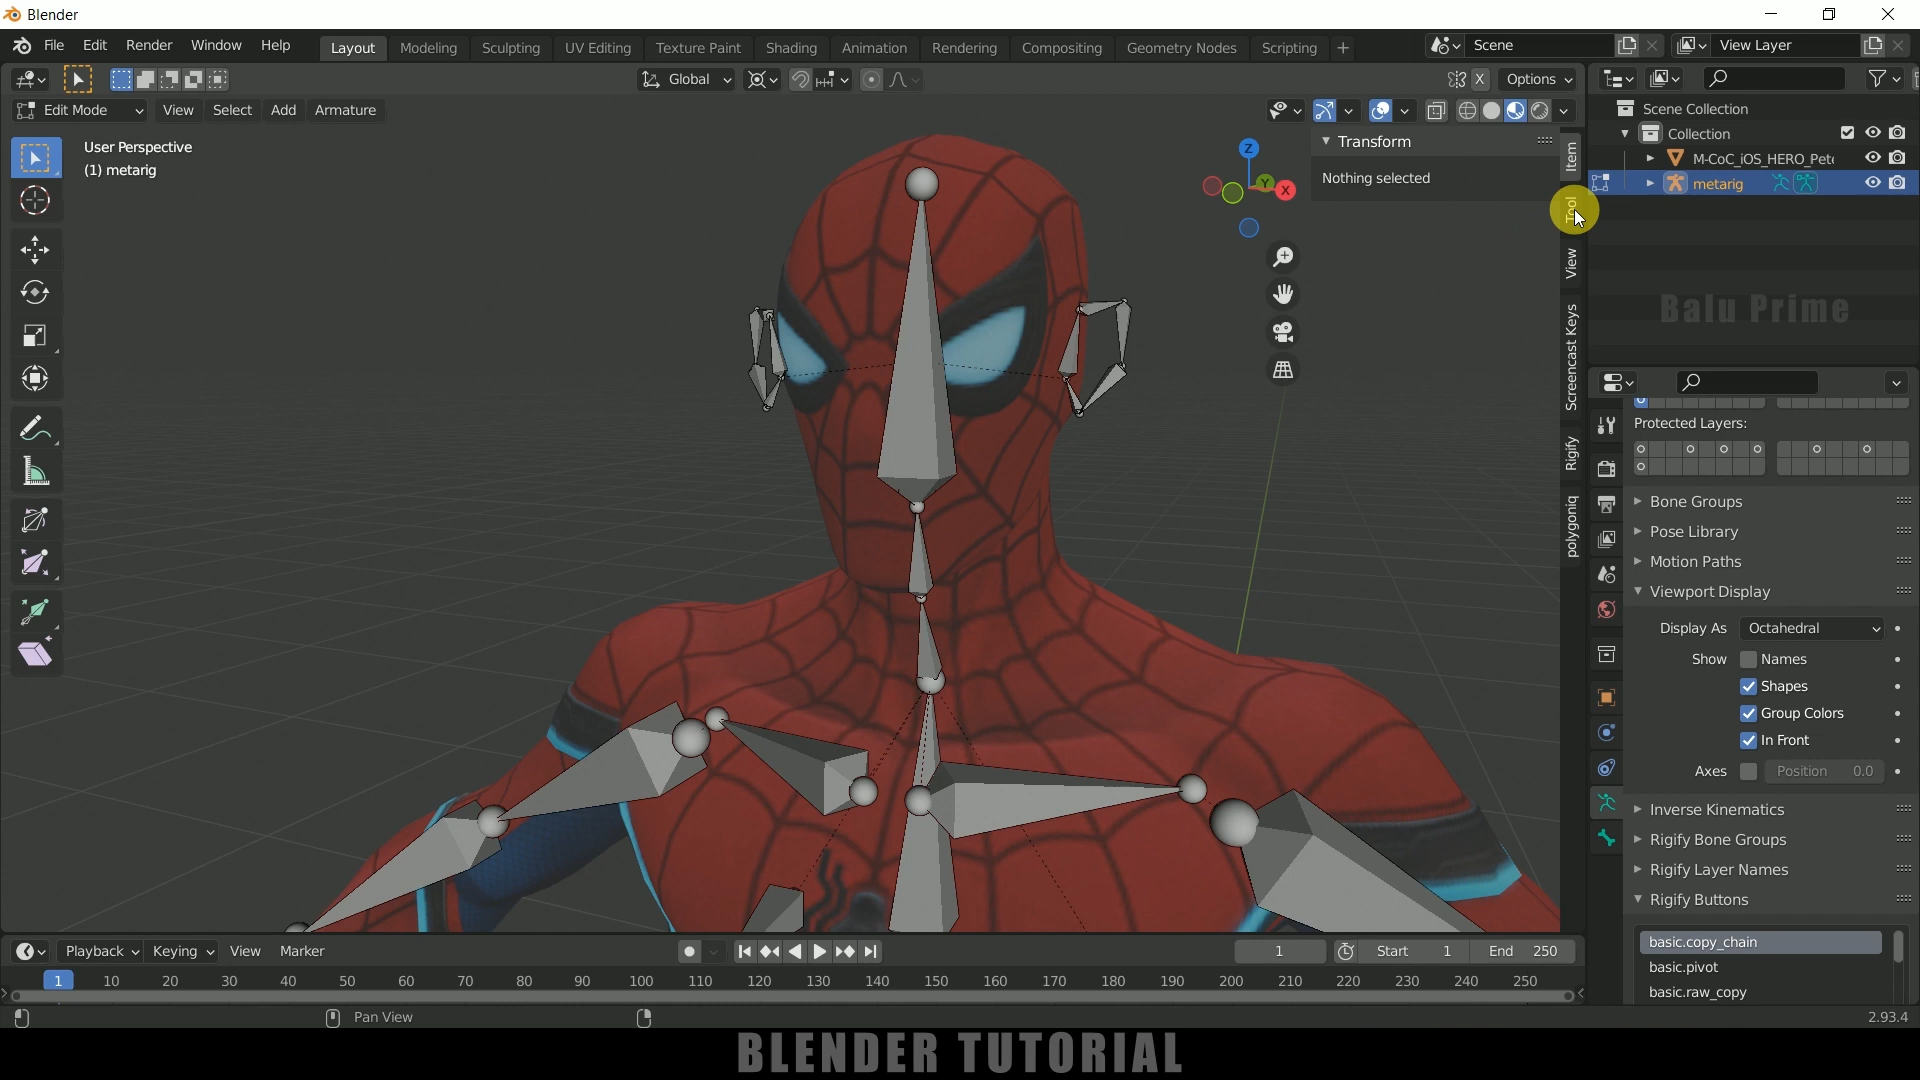 Blender
File Edit Render Window Help Layout Modeling Sculpting UV Editing Texture Paint Shading Animation Rendering Compositing Geometry Nodes Scripting + Scene View Layer
Global X Options
Edit Mode View Select Add Armature
User Perspective
(1) metarig
Z
Y
X
Transform
Nothing selected
Item
Tool
View
Screencast Keys
Rigify
polygoniq
Scene Collection
Collection
M-CoC_iOS_HERO_Pete
metarig
Balu Prime
Protected Layers:
Bone Groups
Pose Library
Motion Paths
Viewport Display
Display As Octahedral
Show Names
Shapes
Group Colors
In Front
Axes Position 0.0
Inverse Kinematics
Rigify Bone Groups
Rigify Layer Names
Rigify Buttons
basic.copy_chain
basic.pivot
basic.raw_copy
Playback Keying View Marker 1 Start 1 End 250
1 10 20 30 40 50 60 70 80 90 100 110 120 130 140 150 160 170 180 190 200 210 220 230 240 250
Pan View 2.93.4
BLENDER TUTORIAL